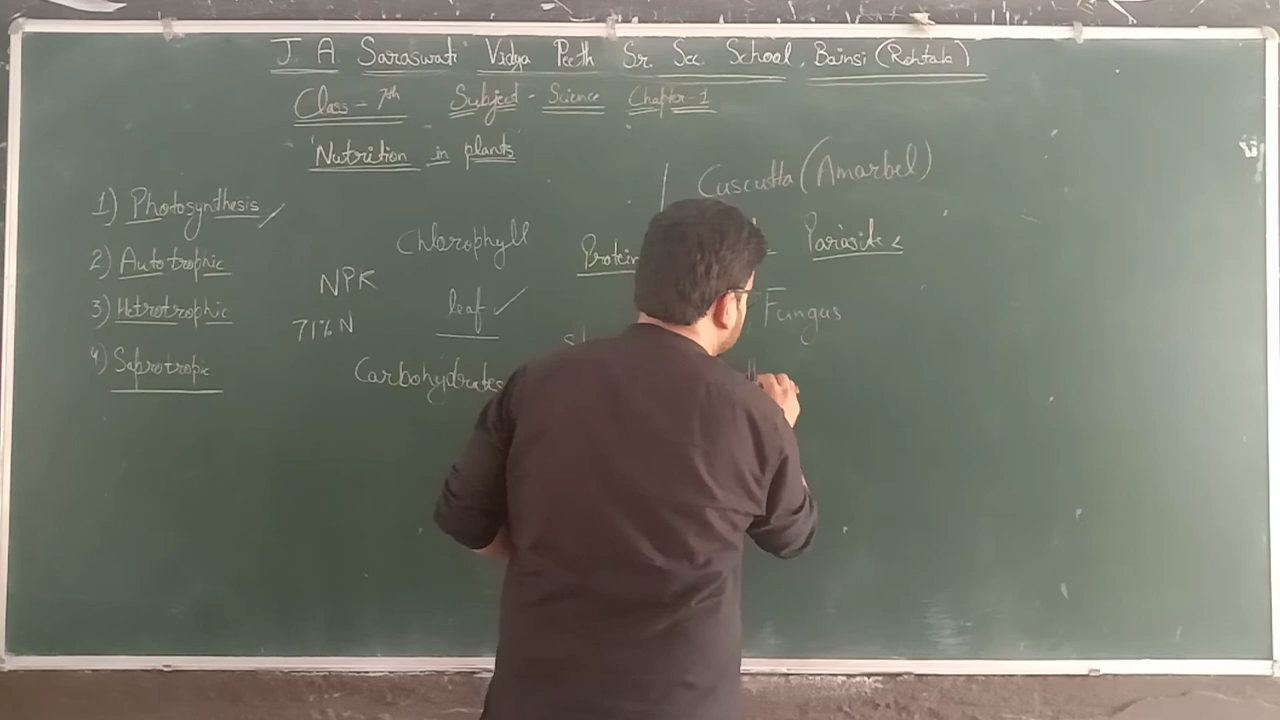 J. A. Saraswati Vidya Peeth Sr. Sec. School, Bainsi (Rohtak)
Class - 7th Subject - Science Chapter-1
'Nutrition in plants'
1) Photosynthesis
2) Autotrophic
3) Hetrotrophic
4) Saprotropic
Chlorophyll
NPK
leaf ✓
71% N
Carbohydrates
Cuscutta (Amarbel)
Protein
Parasite
Fungus